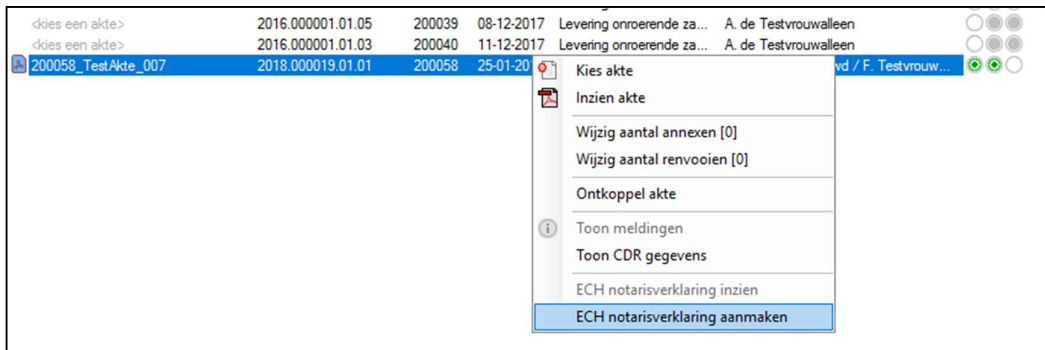 <kies een akte> 2016.000001.01.05 200039 08-12-2017 Levering onroerende za... A. de Testvrouwalleen
<kies een akte> 2016.000001.01.03 200040 11-12-2017 Levering onroerende za... A. de Testvrouwalleen
200058_TestAkte_007 2018.000019.01.01 200058 25-01-20 wd / F. Testvrouw...
Kies akte
Inzien akte
Wijzig aantal annexen [0]
Wijzig aantal renvooien [0]
Ontkoppel akte
Toon meldingen
Toon CDR gegevens
ECH notarisverklaring inzien
ECH notarisverklaring aanmaken